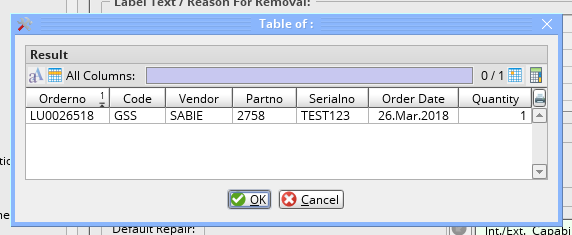 Label Text / Reason For Removal:
Table of :
Result
All Columns:
0 / 1
Orderno 1 Code Vendor Partno Serialno Order Date Quantity
LU0026518 GSS SABIE 2758 TEST123 26.Mar.2018 1
OK Cancel
Default Repair:
Int./Ext. Capabi